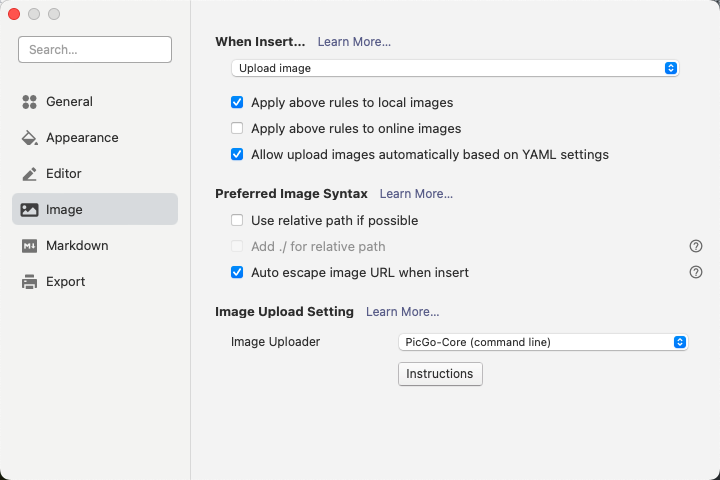 Search...
General
Appearance
Editor
Image
Markdown
Export
When Insert... Learn More...
Upload image
Apply above rules to local images
Apply above rules to online images
Allow upload images automatically based on YAML settings
Preferred Image Syntax Learn More...
Use relative path if possible
Add ./ for relative path
?
Auto escape image URL when insert
?
Image Upload Setting Learn More...
Image Uploader PicGo-Core (command line)
Instructions